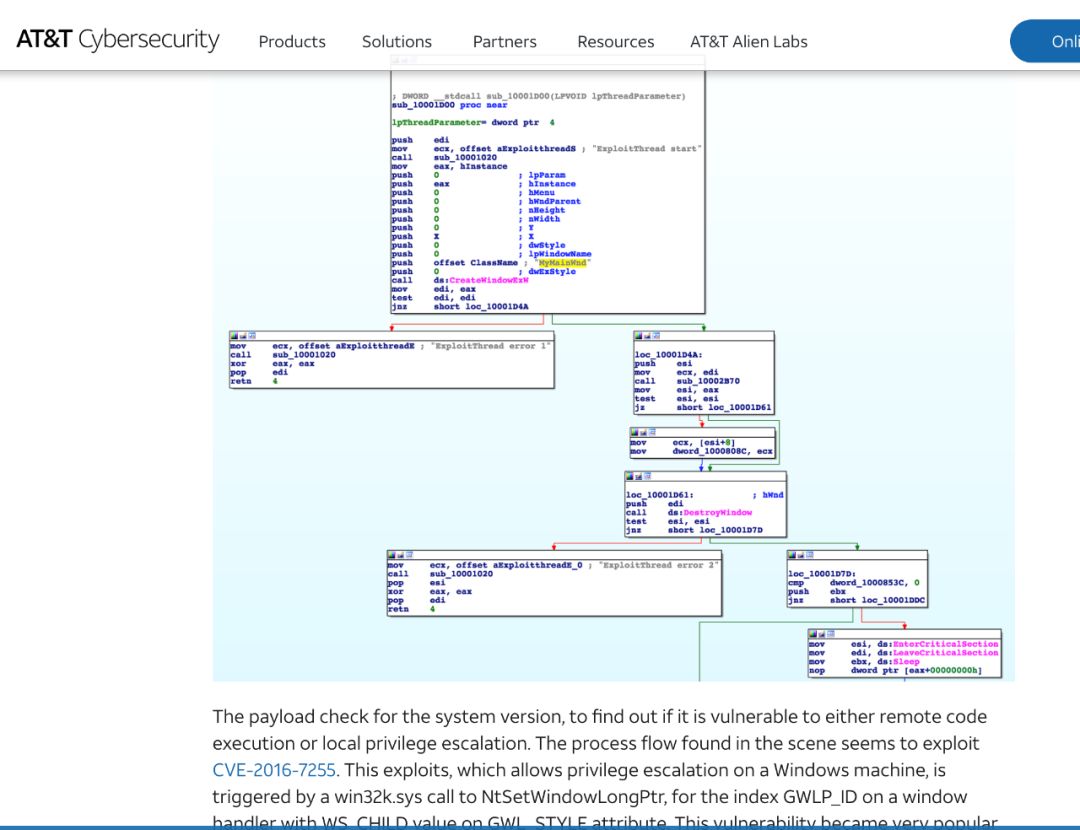 AT&T Cybersecurity Products Solutions Partners Resources AT&T Alien Labs Onli
; DWORD __stdcall sub_10001D00(LPVOID lpThreadParameter)
sub_10001D00 proc near
lpThreadParameter= dword ptr 4
push edi
mov ecx, offset aExploitthreadS ; "ExploitThread start"
call sub_10001020
mov eax, hInstance
push 0 ; lpParam
push eax ; hInstance
push 0 ; hMenu
push 0 ; hWndParent
push 0 ; nHeight
push 0 ; nWidth
push 0 ; Y
push X ; X
push 0 ; dwStyle
push 0 ; lpWindowName
push offset ClassName ; "MyMainWnd"
push 0 ; dwExStyle
call ds:CreateWindowExW
mov edi, eax
test edi, edi
jnz short loc_10001D4A
mov ecx, offset aExploitthreadE ; "ExploitThread error 1"
call sub_10001020
xor eax, eax
pop edi
retn 4
loc_10001D4A:
push esi
mov ecx, edi
call sub_10002B70
mov esi, eax
test esi, esi
jz short loc_10001D61
mov ecx, [esi+8]
mov dword_1000808C, ecx
loc_10001D61: ; hWnd
push edi
call ds:DestroyWindow
test esi, esi
jnz short loc_10001D7D
mov ecx, offset aExploitthreadE_0 ; "ExploitThread error 2"
call sub_10001020
pop esi
xor eax, eax
pop edi
retn 4
loc_10001D7D:
cmp dword_1000853C, 0
push ebx
jnz short loc_10001DDC
mov esi, ds:EnterCriticalSection
mov edi, ds:LeaveCriticalSection
mov ebx, ds:Sleep
nop dword ptr [eax+00000000h]
The payload check for the system version, to find out if it is vulnerable to either remote code
execution or local privilege escalation. The process flow found in the scene seems to exploit
CVE-2016-7255. This exploits, which allows privilege escalation on a Windows machine, is
triggered by a win32k.sys call to NtSetWindowLongPtr, for the index GWLP_ID on a window
handler with WS_CHILD value on GWL_STYLE attribute. This vulnerability became very popular